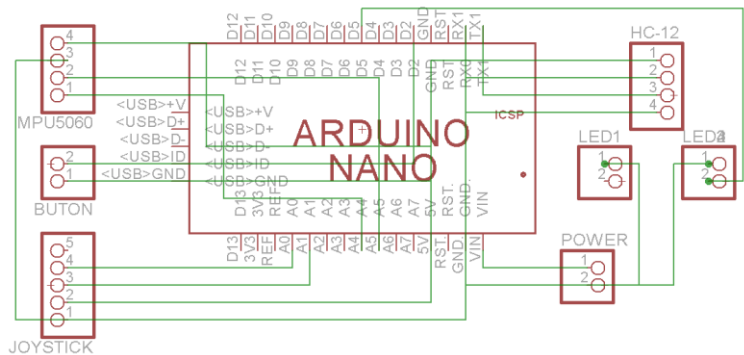 D12 D11 D10 D9 D8 D7 D6 D5 D4 D3 D2 GND RST RX1 TX1
HC-12
4
3
2
1
MPU5060
1
2
3
4
D12 D11 D10 D9 D8 D7 D6 D5 D4 D3 D2 GND RST RX0 TX1
<USB>+V
<USB>D+
<USB>D-
<USB>ID
<USB>GND
<USB>+V
<USB>D+
<USB>D-
<USB>ID
<USB>GND
ICSP
ARDUINO
NANO
2
1
BUTON
LED1
1
2
1
2
D13 3V3 REF A0 A1 A2 A3 A4 A5 A6 A7 5V RST. GND. VIN
D13 3V3 REF A0 A1 A2 A3 A4 A5 A6 A7 5V RST. GND. VIN
POWER
1
2
5
4
3
2
1
JOYSTICK